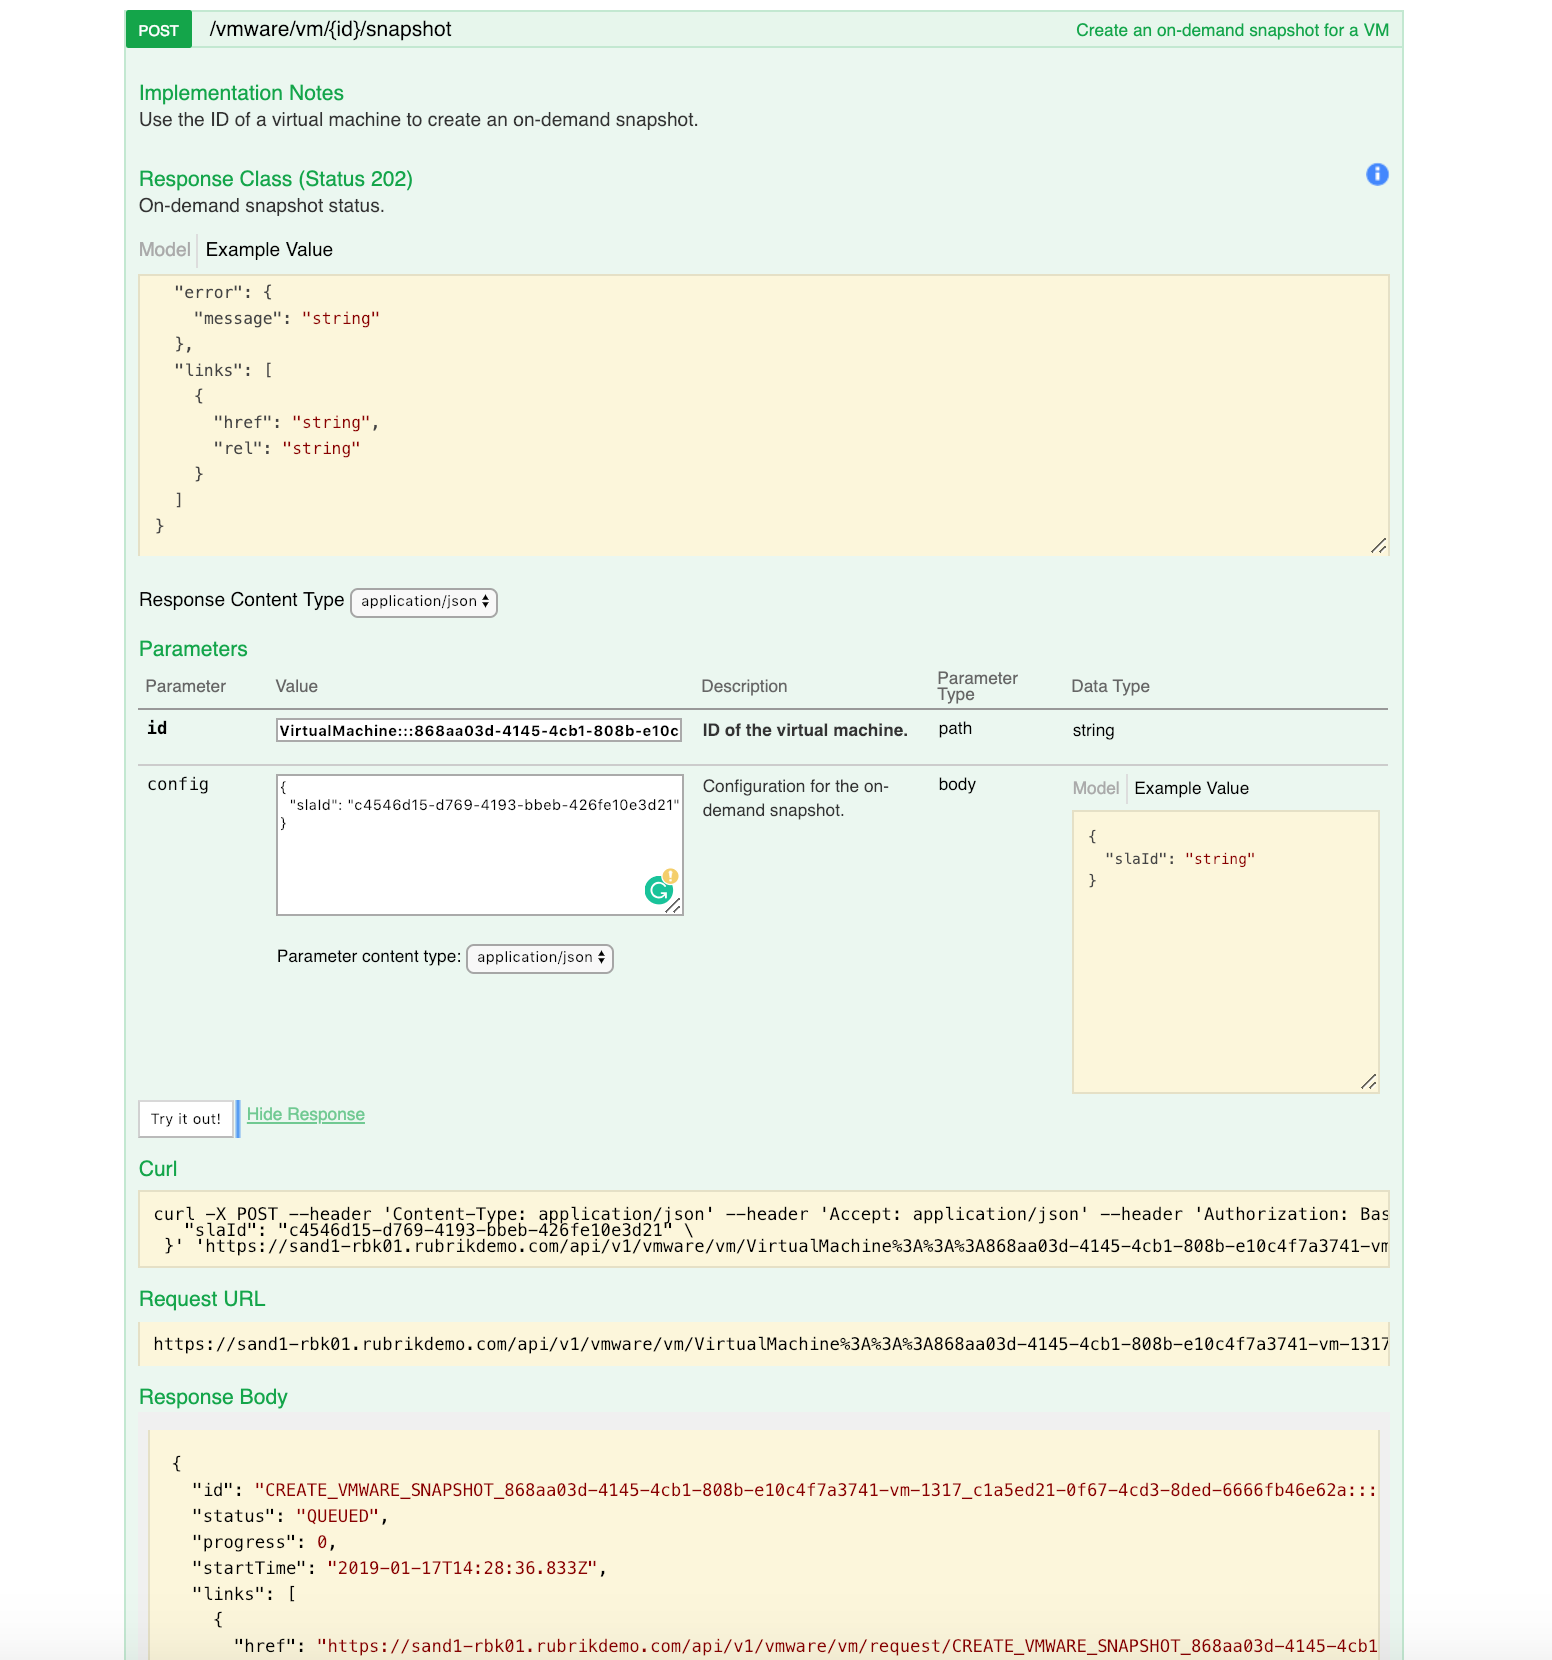 POST /vmware/vm/{id}/snapshot Create an on-demand snapshot for a VM
Implementation Notes
Use the ID of a virtual machine to create an on-demand snapshot.
Response Class (Status 202)
On-demand snapshot status.
Model Example Value
"error": {
"message": "string"
},
"links": [
{
"href": "string",
"rel": "string"
}
]
}
Response Content Type application/json
Parameters
Parameter Value Description Parameter Type Data Type
id VirtualMachine:::868aa03d-4145-4cb1-808b-e10c ID of the virtual machine. path string
config
{
"slaId": "c4546d15-d769-4193-bbeb-426fe10e3d21"
}
Configuration for the on-
demand snapshot.
body
Model Example Value
{
"slaId": "string"
}
Parameter content type: application/json
Try it out! Hide Response
Curl
curl -X POST --header 'Content-Type: application/json' --header 'Accept: application/json' --header 'Authorization: Bas
"slaId": "c4546d15-d769-4193-bbeb-426fe10e3d21" \
}' 'https://sand1-rbk01.rubrikdemo.com/api/v1/vmware/vm/VirtualMachine%3A%3A%3A868aa03d-4145-4cb1-808b-e10c4f7a3741-vm
Request URL
https://sand1-rbk01.rubrikdemo.com/api/v1/vmware/vm/VirtualMachine%3A%3A%3A868aa03d-4145-4cb1-808b-e10c4f7a3741-vm-1317
Response Body
{
"id": "CREATE_VMWARE_SNAPSHOT_868aa03d-4145-4cb1-808b-e10c4f7a3741-vm-1317_c1a5ed21-0f67-4cd3-8ded-6666fb46e62a:::
"status": "QUEUED",
"progress": 0,
"startTime": "2019-01-17T14:28:36.833Z",
"links": [
{
"href": "https://sand1-rbk01.rubrikdemo.com/api/v1/vmware/vm/request/CREATE_VMWARE_SNAPSHOT_868aa03d-4145-4cb1